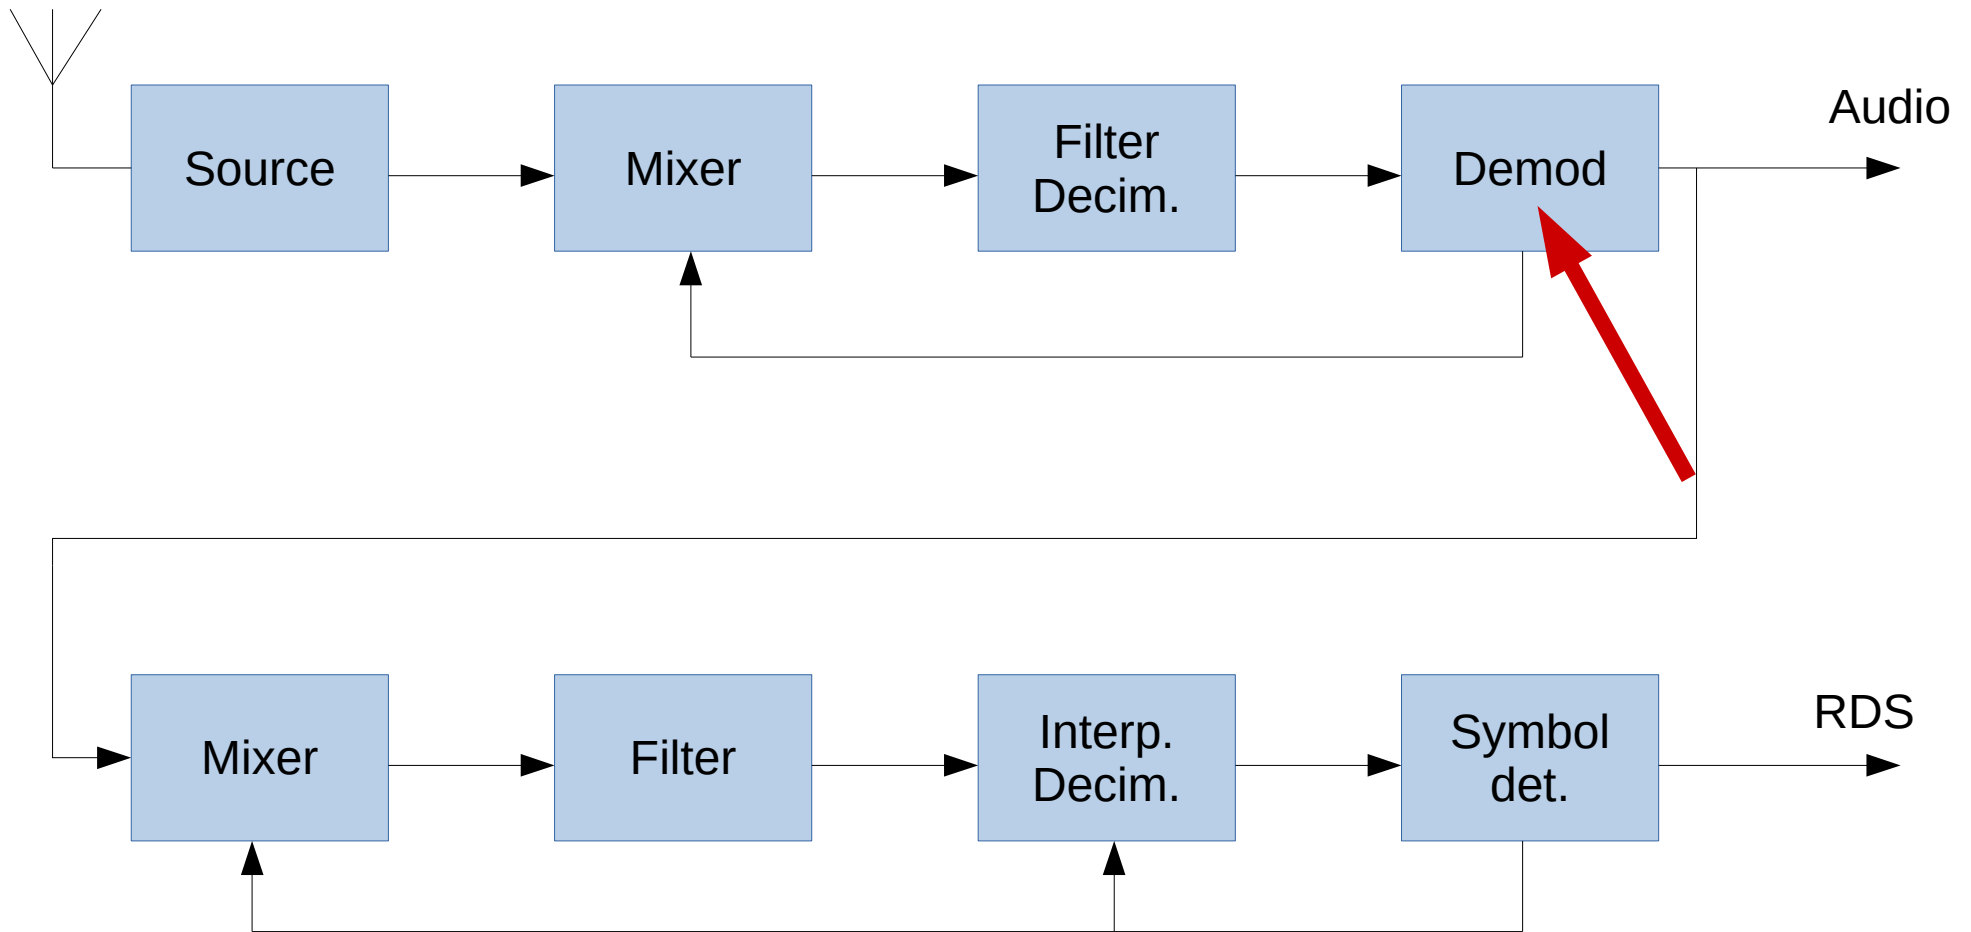 Audio
Source
Mixer
Filter
Decim.
Demod
RDS
Mixer
Filter
Interp.
Decim.
Symbol
det.